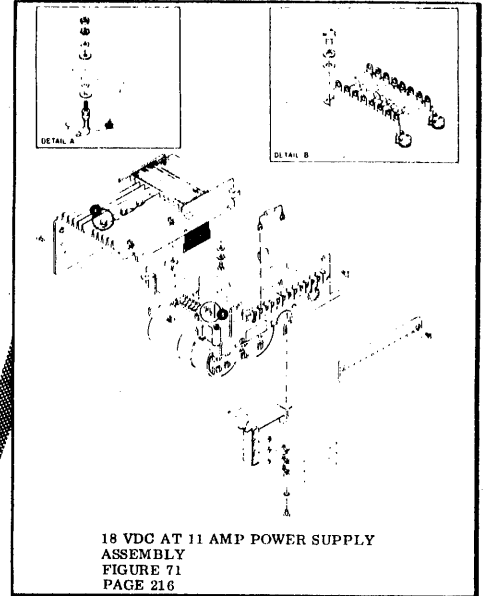 DETAIL A
DETAIL B
18 VDC AT 11 AMP POWER SUPPLY
ASSEMBLY
FIGURE 71
PAGE 216